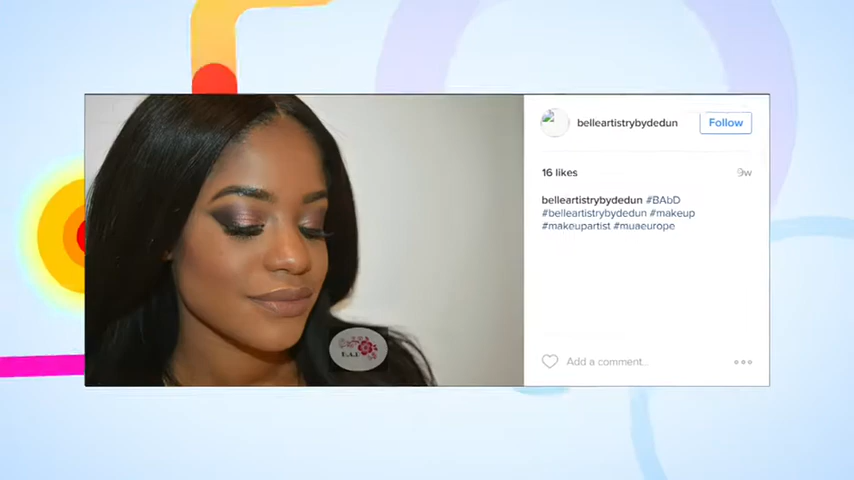 belleartistrybydedun
Follow
16 likes
9w
belleartistrybydedun #BAbD
#belleartistrybydedun #makeup
#makeupartist #muaeurope
Add a comment...